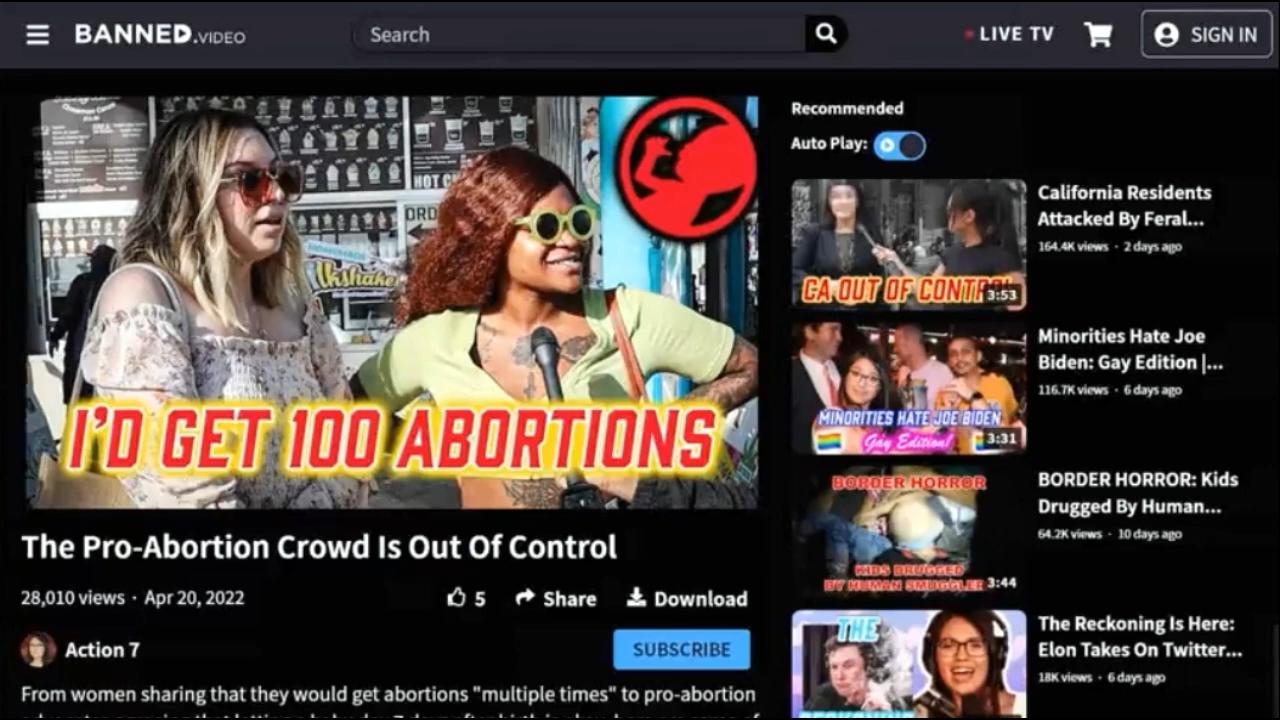 BANNED.VIDEO
Search
LIVE TV
SIGN IN
HOT
ORD
Ikshake
I'D GET 100 ABORTIONS
The Pro-Abortion Crowd Is Out Of Control
28,010 views · Apr 20, 2022
5
Share
Download
Action 7
SUBSCRIBE
From women sharing that they would get abortions "multiple times" to pro-abortion
Recommended
Auto Play:
CA OUT OF CONTROL
3:53
California Residents
Attacked By Feral...
164.4K views · 2 days ago
MINORITIES HATE JOE BIDEN
Gay Edition!
3:31
Minorities Hate Joe
Biden: Gay Edition |...
116.7K views · 6 days ago
BORDER HORROR
KIDS DRUGGED
BY HUMAN SMUGGLER
3:44
BORDER HORROR: Kids
Drugged By Human...
64.2K views · 10 days ago
THE
RECKONING
The Reckoning Is Here:
Elon Takes On Twitter...
18K views · 6 days ago